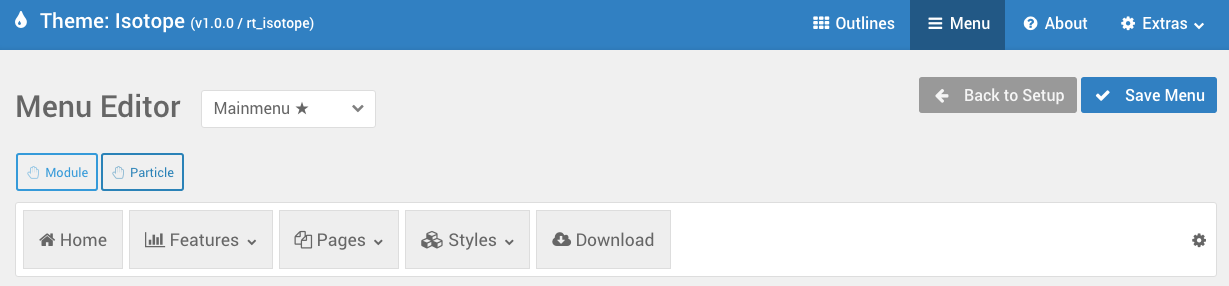 Theme: Isotope (v1.0.0 / rt_isotope)
Outlines
Menu
About
Extras
Menu Editor
Mainmenu ★
Back to Setup
Save Menu
Module
Particle
Home
Features
Pages
Styles
Download